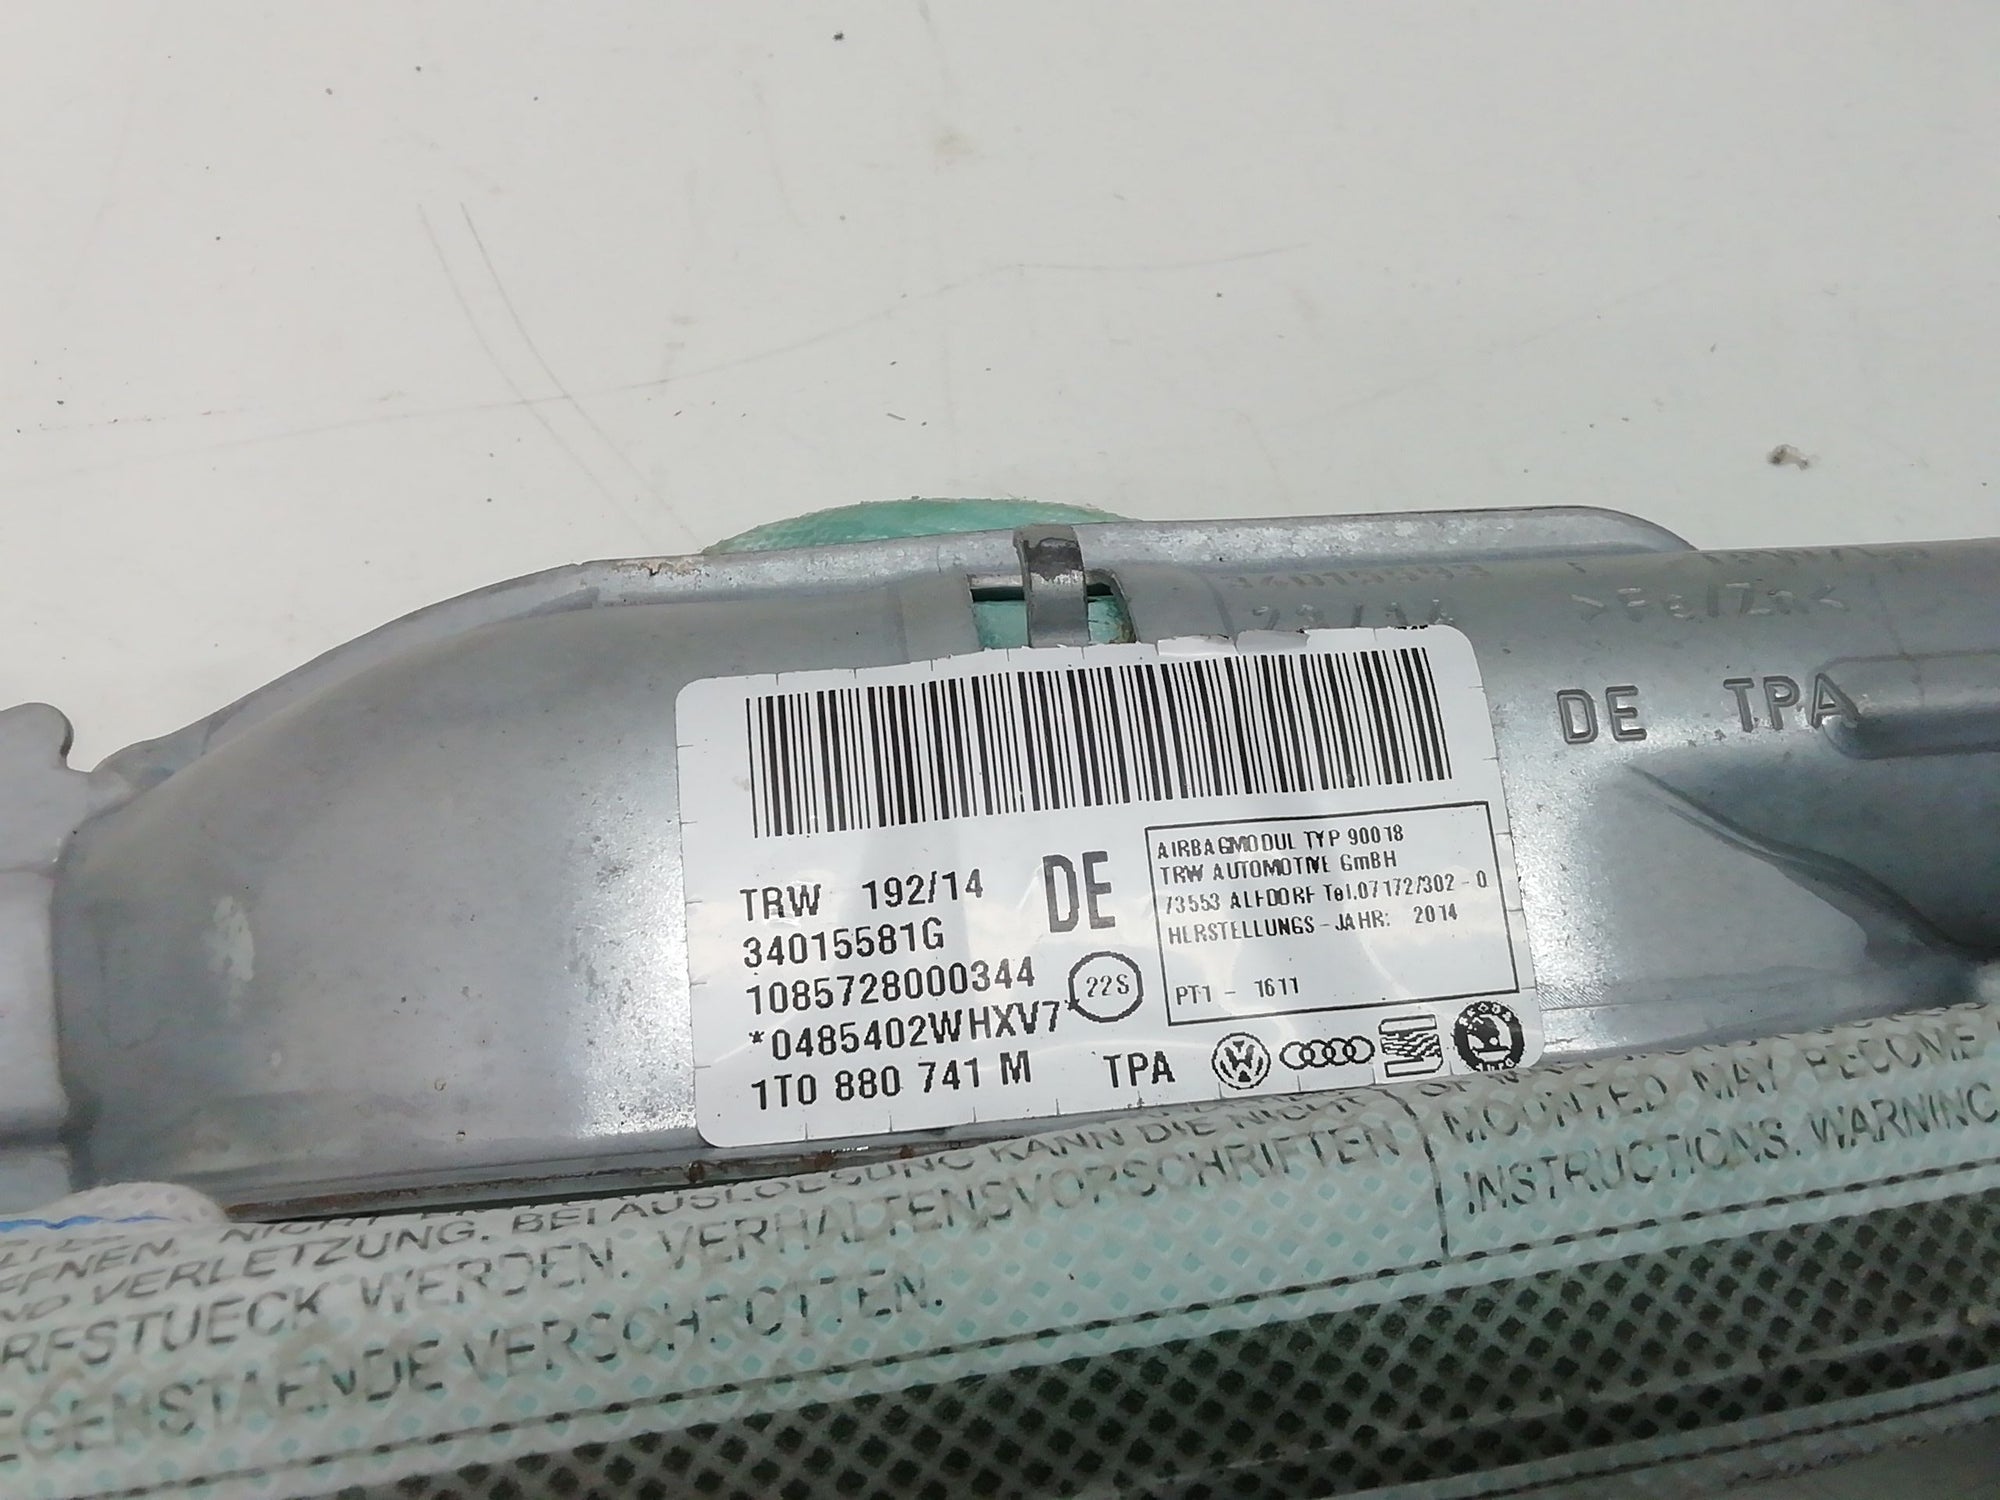 DE TPA
TRW 192/14
34015581G
1085728000344
*0485402WHXV7*
1T0 880 741 M
DE
22S
TPA
AIRBAGMODUL TYP 90018
TRW AUTOMOTIVE GmBH
73553 ALFDORF Tel.07172/302-0
HERSTELLUNGS-JAHR: 2014
PT1 - 1611
VERLETZUNG. BEI AUSLOESUNG KANN DIE NICHT
WERDEN. VERHALTENSVORSCHRIFTEN
VERSCHROTTEN.
MOUNTED MAY BECOME
INSTRUCTIONS. WARNING